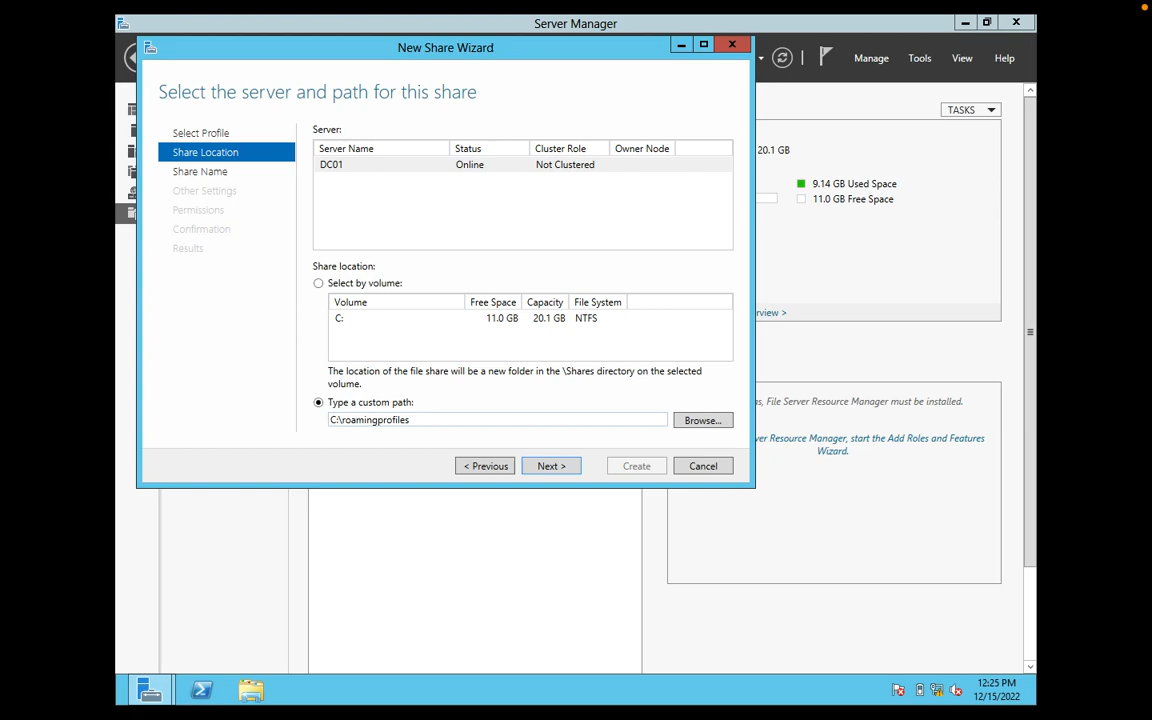 Server Manager
New Share Wizard
Manage
Tools
View
Help
Select the server and path for this share
TASKS
Select Profile
Share Location
Share Name
Other Settings
Permissions
Confirmation
Results
Server:
Server Name Status Cluster Role Owner Node
DC01 Online Not Clustered
20.1 GB
9.14 GB Used Space
11.0 GB Free Space
Share location:
Select by volume:
Volume Free Space Capacity File System
C: 11.0 GB 20.1 GB NTFS
The location of the file share will be a new folder in the \Shares directory on the selected
volume.
Type a custom path:
C:\roamingprofiles
Browse...
< Previous
Next >
Create
Cancel
rview >
s, File Server Resource Manager must be installed.
ver Resource Manager, start the Add Roles and Features
Wizard.
12:25 PM
12/15/2022